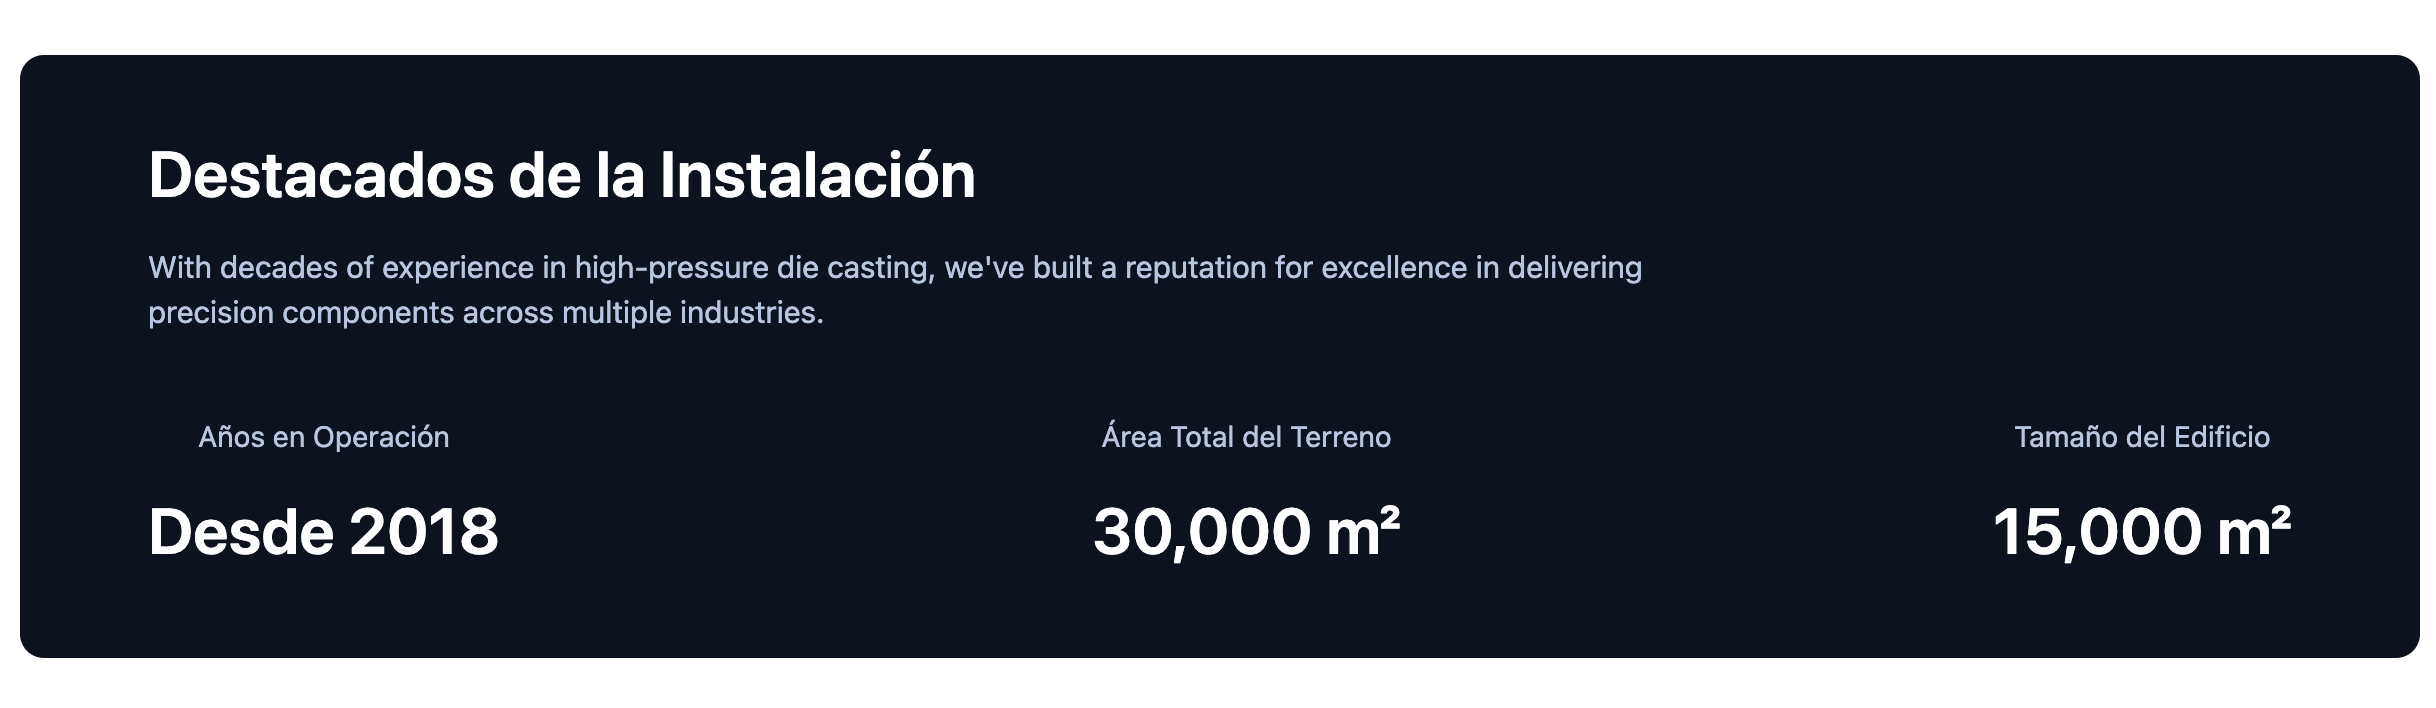 Destacados de la Instalación
With decades of experience in high-pressure die casting, we've built a reputation for excellence in delivering
precision components across multiple industries.
Años en Operación
Desde 2018
Área Total del Terreno
30,000 m²
Tamaño del Edificio
15,000 m²